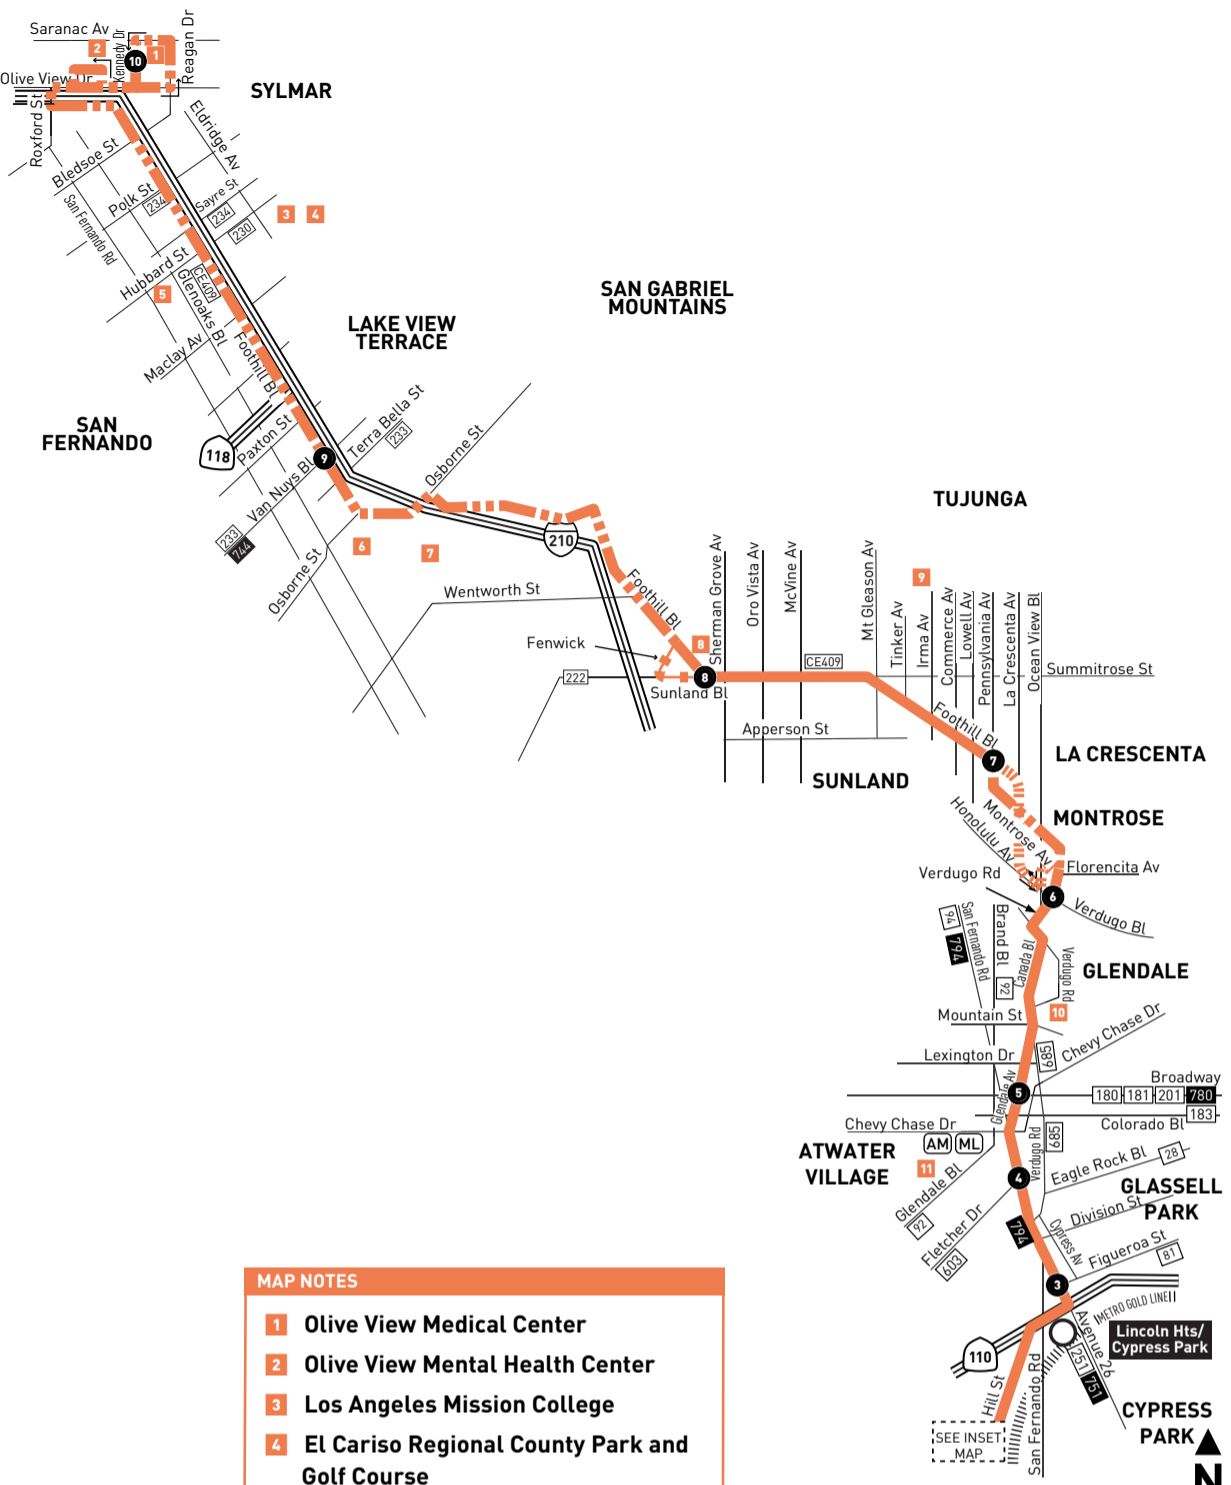 Saranac Av
Kennedy Dr
Reagan Dr
2
1
10
Olive View Dr
SYLMAR
Roxford St
Eldridge Av
Bledsoe St
Polk St
234
Sayre St
234
230
3
4
San Fernando Rd
Hubbard St
CE409
5
Glenoaks Bl
SAN GABRIEL
MOUNTAINS
LAKE VIEW
TERRACE
Maclay Av
Foothill Bl
SAN
FERNANDO
118
Paxton St
9
Terra Bella St
233
Osborne St
Van Nuys Bl
233
744
6
7
Osborne St
210
TUJUNGA
Wentworth St
Foothill Bl
Fenwick
8
222
Sunland Bl
8
Sherman Grove Av
Oro Vista Av
McVine Av
CE409
Mt Gleason Av
Tinker Av
9
Irma Av
Commerce Av
Lowell Av
Pennsylvania Av
La Crescenta Av
Ocean View Bl
Summitrose St
Apperson St
SUNLAND
Foothill Bl
7
LA CRESCENTA
MONTROSE
Honolulu Av
Montrose Av
Florencita Av
Verdugo Rd
6
Verdugo Bl
94
794
San Fernando Rd
Brand Bl
92
Canada Bl
Verdugo Rd
GLENDALE
Mountain St
10
Lexington Dr
685
Chevy Chase Dr
Glendale Av
5
Broadway
180
181
201
780
183
Chevy Chase Dr
Colorado Bl
AM
ML
685
ATWATER
VILLAGE
11
Verdugo Rd
Eagle Rock Bl
28
4
Glendale Bl
92
GLASSELL
PARK
Fletcher Dr
603
794
Cypress Av
Division St
Figueroa St
81
3
METRO GOLD LINE
Avenue 26
Lincoln Hts/
Cypress Park
110
251
751
Hill St
San Fernando Rd
CYPRESS
PARK
SEE INSET
MAP
N
MAP NOTES
1 Olive View Medical Center
2 Olive View Mental Health Center
3 Los Angeles Mission College
4 El Cariso Regional County Park and
Golf Course